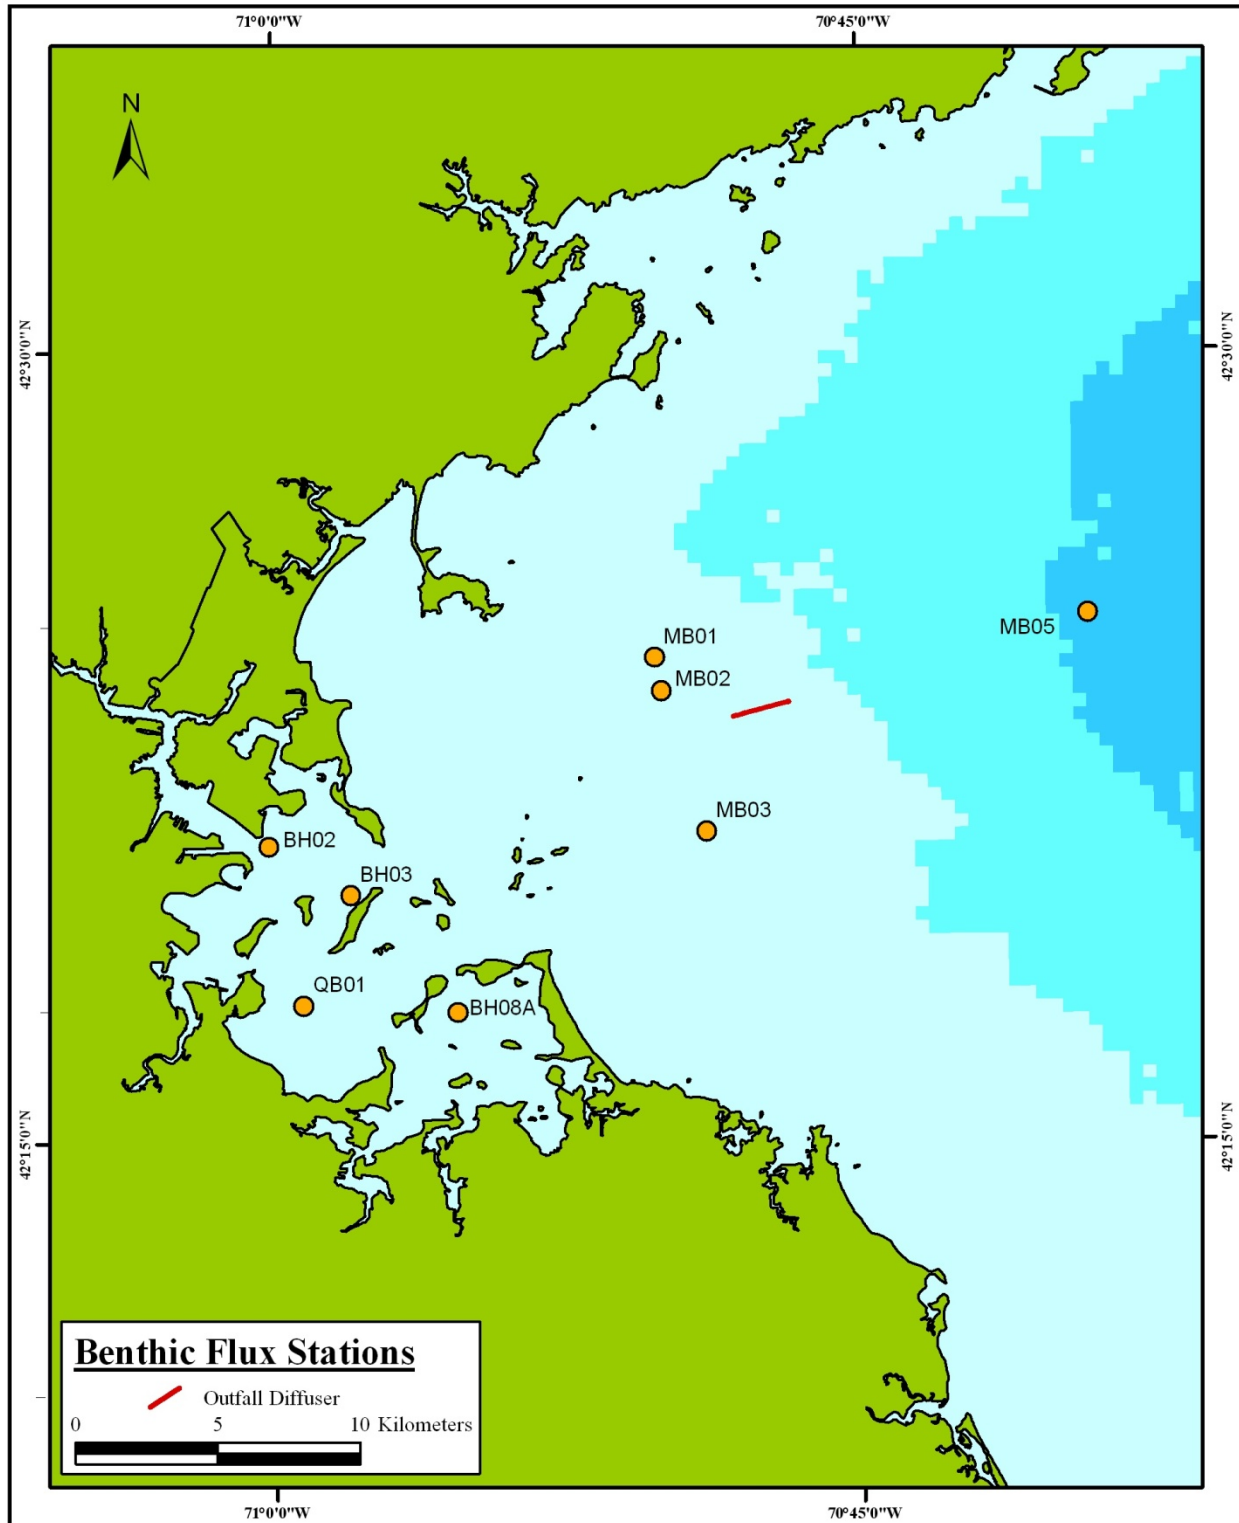 71°0'0"W
70°45'0"W
N
42°30'0"N
42°30'0"N
MB05
MB01
MB02
MB03
BH02
BH03
QB01
BH08A
42°15'0"N
42°15'0"N
Benthic Flux Stations
Outfall Diffuser
0 5 10 Kilometers
71°0'0"W
70°45'0"W